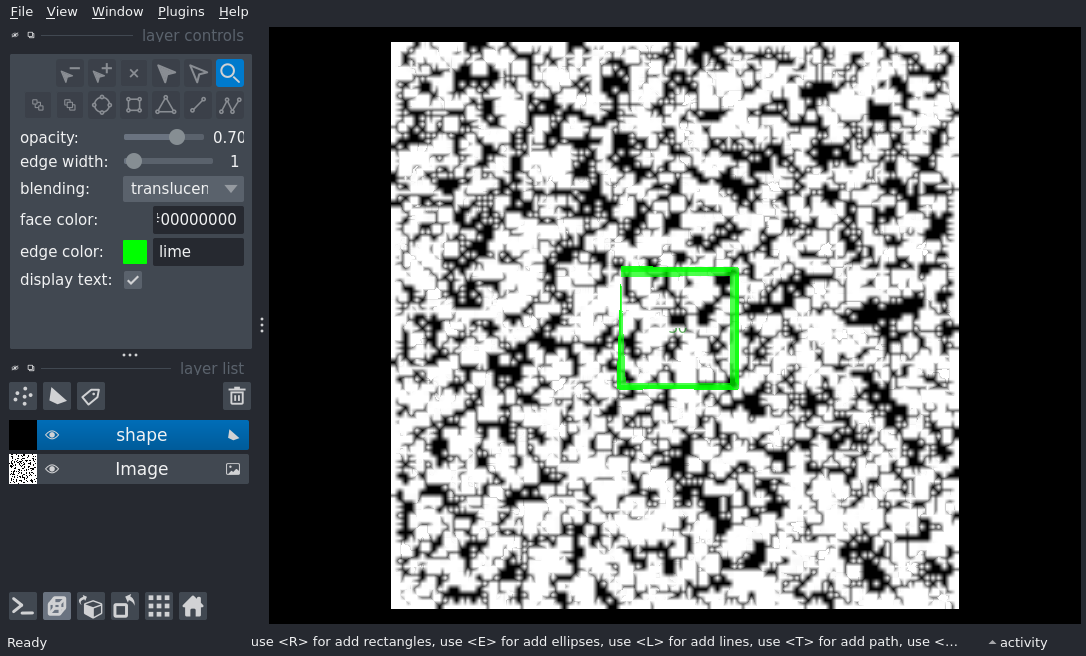 File View Window Plugins Help
layer controls
opacity: 0.70
edge width: 1
blending: translucen
face color: #00000000
edge color: lime
display text:
layer list
shape
Image
Ready
use <R> for add rectangles, use <E> for add ellipses, use <L> for add lines, use <T> for add path, use <...
activity